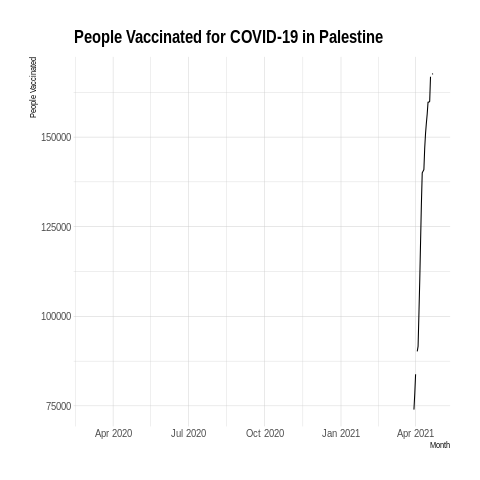 People Vaccinated for COVID-19 in Palestine
People Vaccinated
150000
125000
100000
75000
Apr 2020 Jul 2020 Oct 2020 Jan 2021 Apr 2021
Month